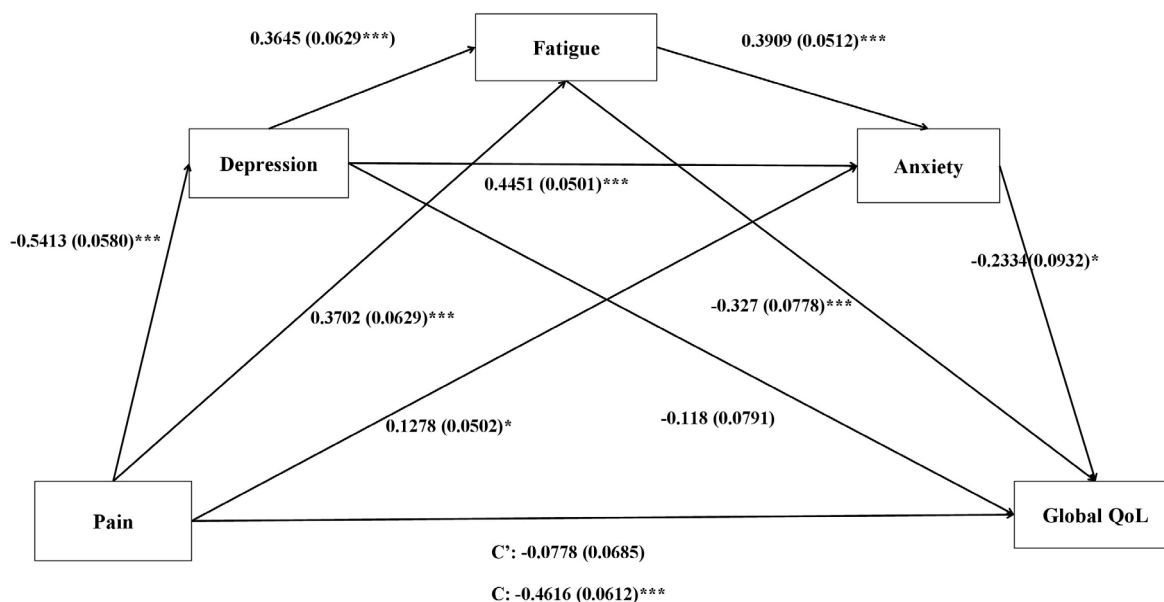 0.3645 (0.0629***)
Fatigue
0.3909 (0.0512)***
Depression
Anxiety
0.4451 (0.0501)***
-0.5413 (0.0580)***
-0.2334(0.0932)*
0.3702 (0.0629)***
-0.327 (0.0778)***
0.1278 (0.0502)*
-0.118 (0.0791)
Pain
Global QoL
C’: -0.0778 (0.0685)
C: -0.4616 (0.0612)***